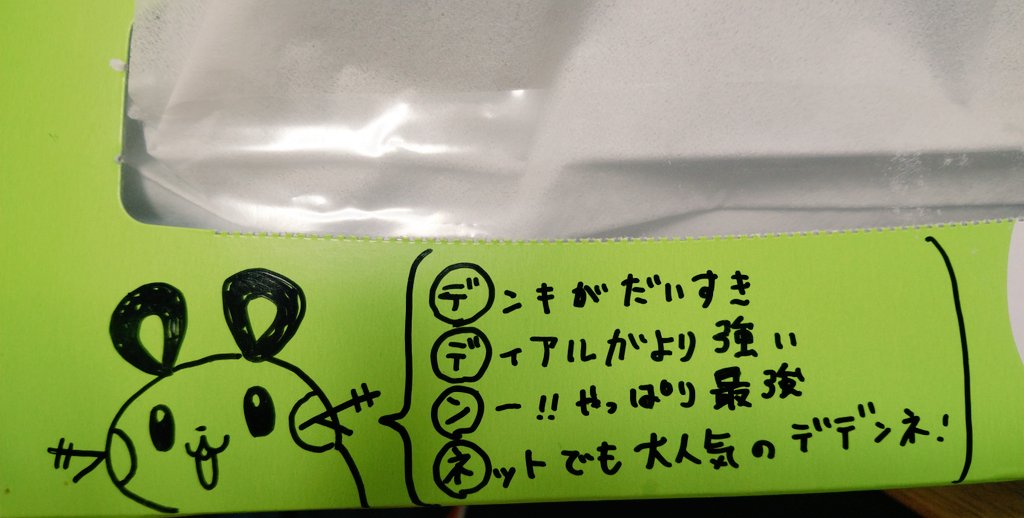 デンキがだいすき
ディアルガより強い
ンー!!やっぱり最強
ネットでも大人気のデデンネ!